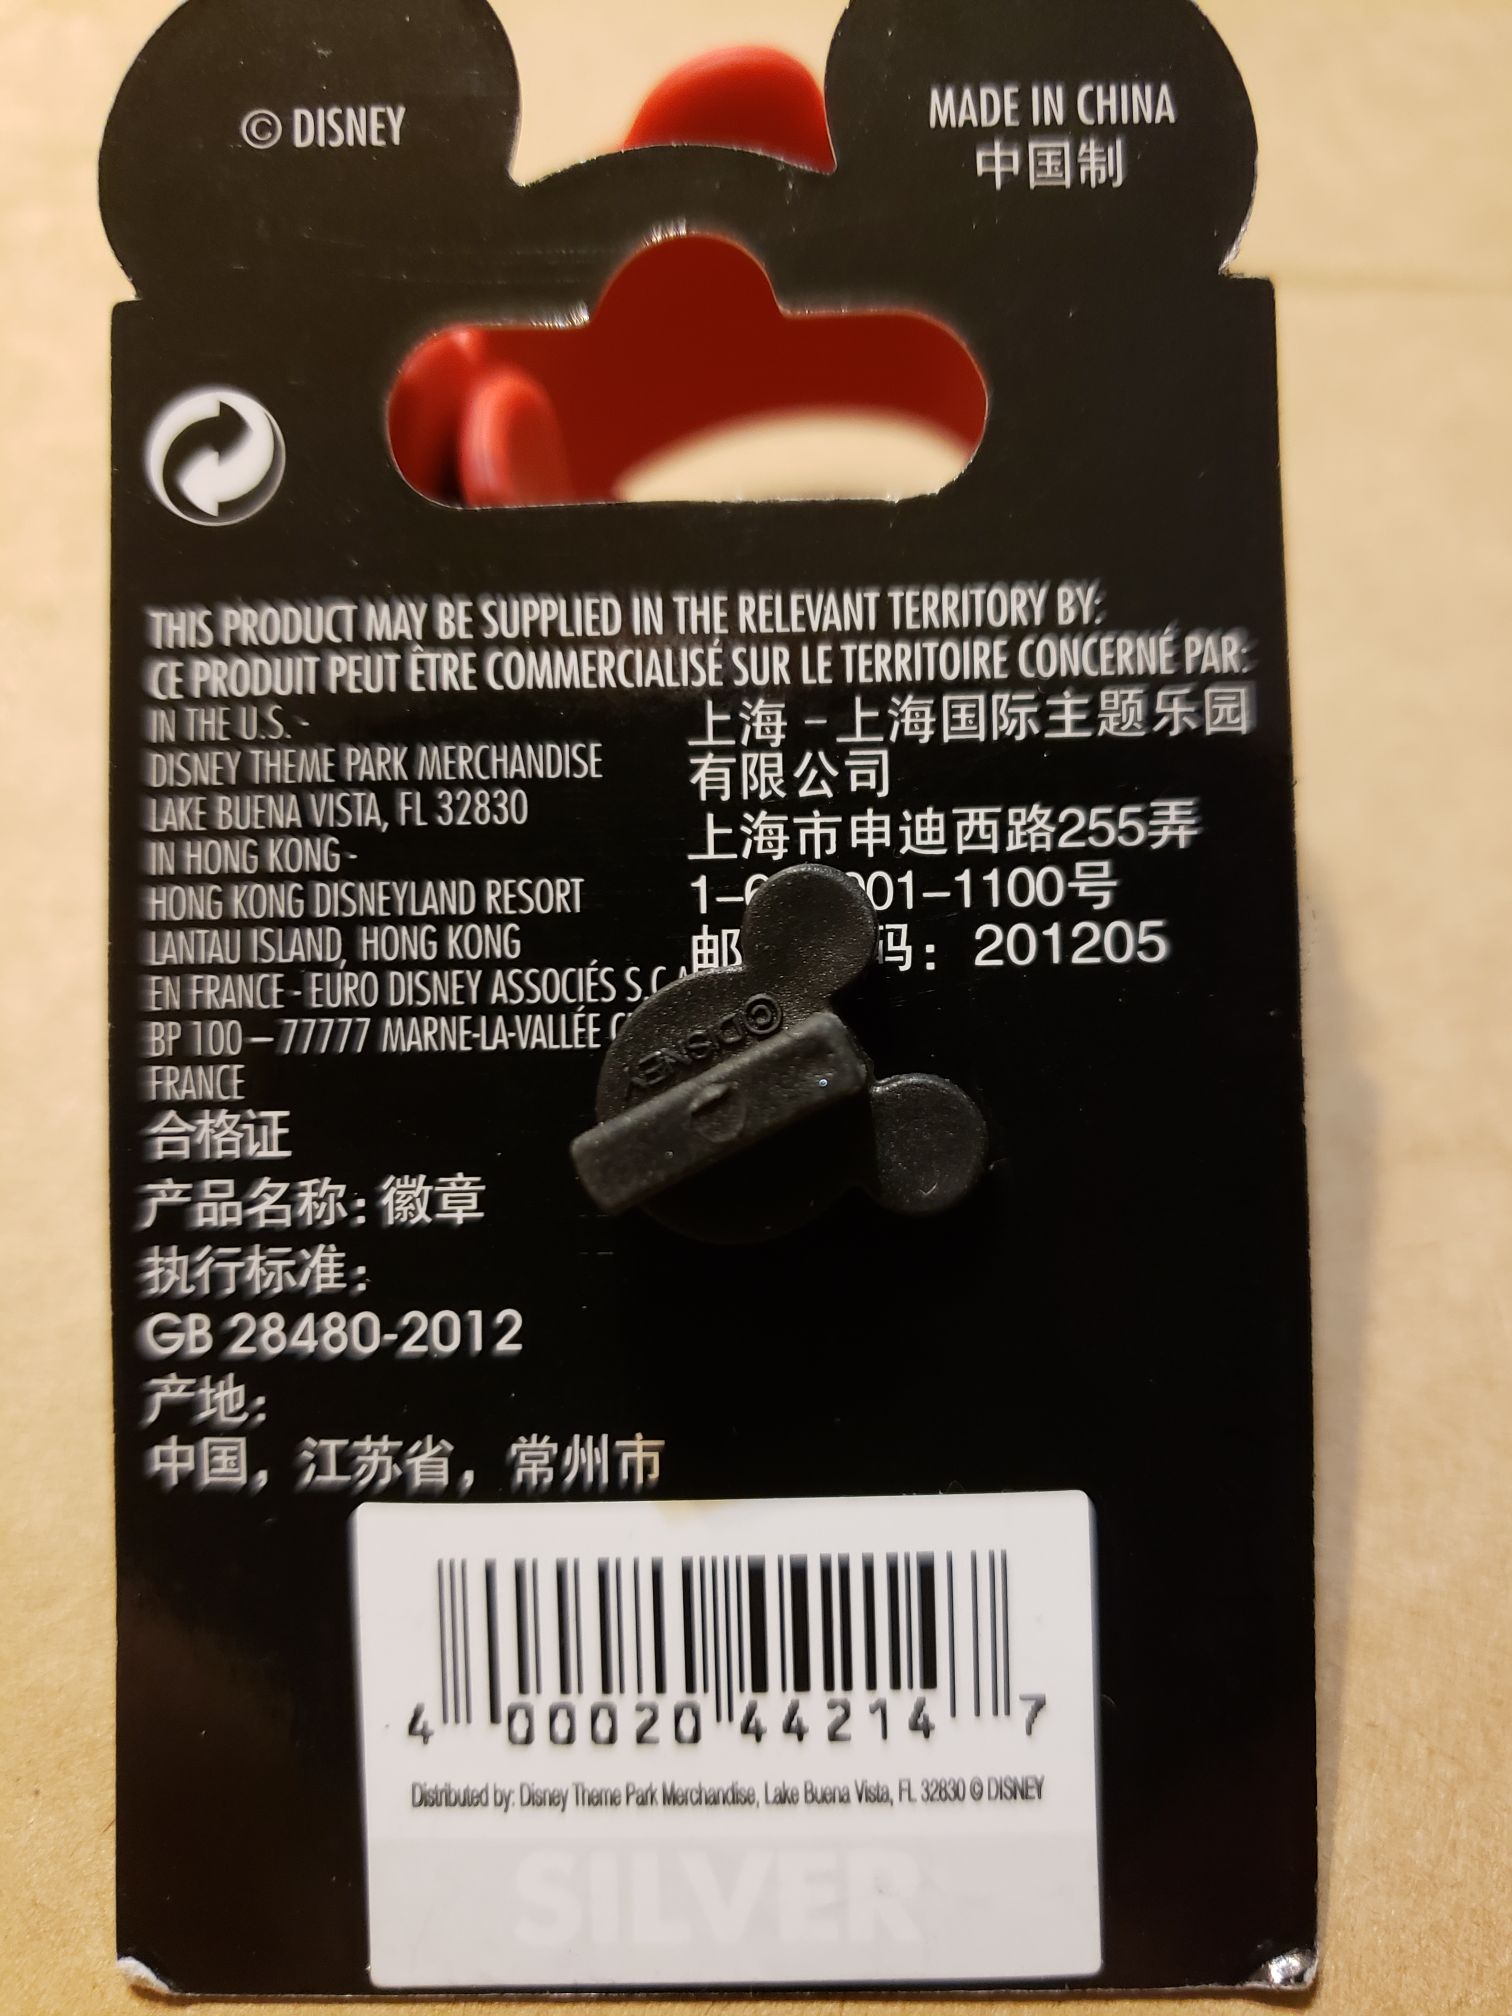 © DISNEY
MADE IN CHINA
中国制
THIS PRODUCT MAY BE SUPPLIED IN THE RELEVANT TERRITORY BY:
CE PRODUIT PEUT ÊTRE COMMERCIALISÉ SUR LE TERRITOIRE CONCERNÉ PAR:
IN THE U.S. -
DISNEY THEME PARK MERCHANDISE
LAKE BUENA VISTA, FL 32830
IN HONG KONG -
HONG KONG DISNEYLAND RESORT
LANTAU ISLAND, HONG KONG
EN FRANCE - EURO DISNEY ASSOCIÉS
BP 100 – 77777 MARNE-LA-VALLÉE
FRANCE
上海 - 上海国际主题乐园
有限公司
上海市申迪西路255弄
01–1100号
邮 码：201205
© DISNEY
合格证
产品名称: 徽章
执行标准:
GB 28480-2012
产地:
中国，江苏省，常州市
4 00020 44214 7
Distributed by: Disney Theme Park Merchandise, Lake Buena Vista, FL 32830 © DISNEY
SILVER